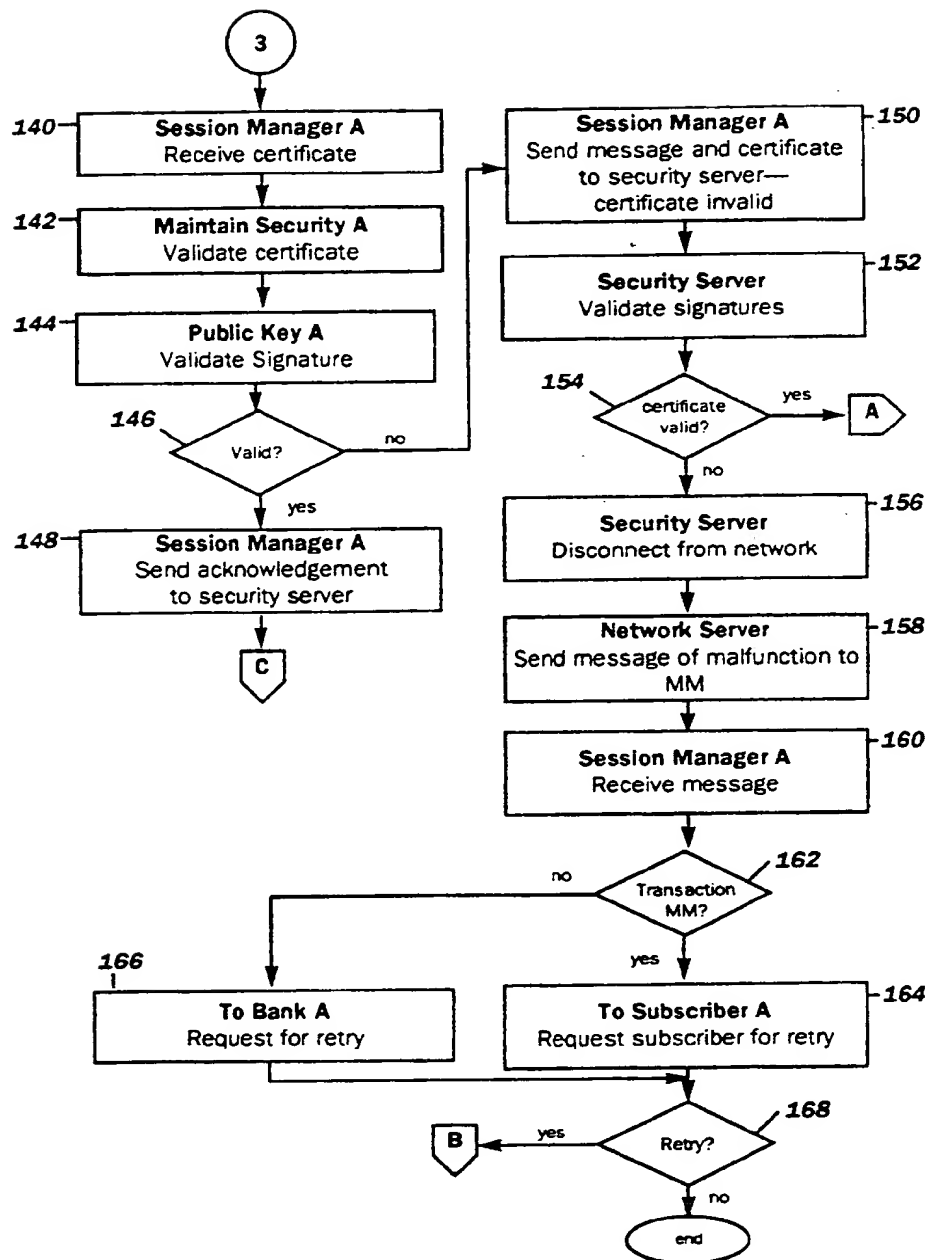 3
140
Session Manager A
Receive certificate
142
Maintain Security A
Validate certificate
144
Public Key A
Validate Signature
146
Valid?
no
yes
148
Session Manager A
Send acknowledgement
to security server
C
150
Session Manager A
Send message and certificate
to security server—
certificate invalid
152
Security Server
Validate signatures
154
certificate
valid?
yes
A
no
156
Security Server
Disconnect from network
158
Network Server
Send message of malfunction to
MM
160
Session Manager A
Receive message
162
Transaction
MM?
no
yes
166
To Bank A
Request for retry
164
To Subscriber A
Request subscriber for retry
168
Retry?
yes
B
no
end